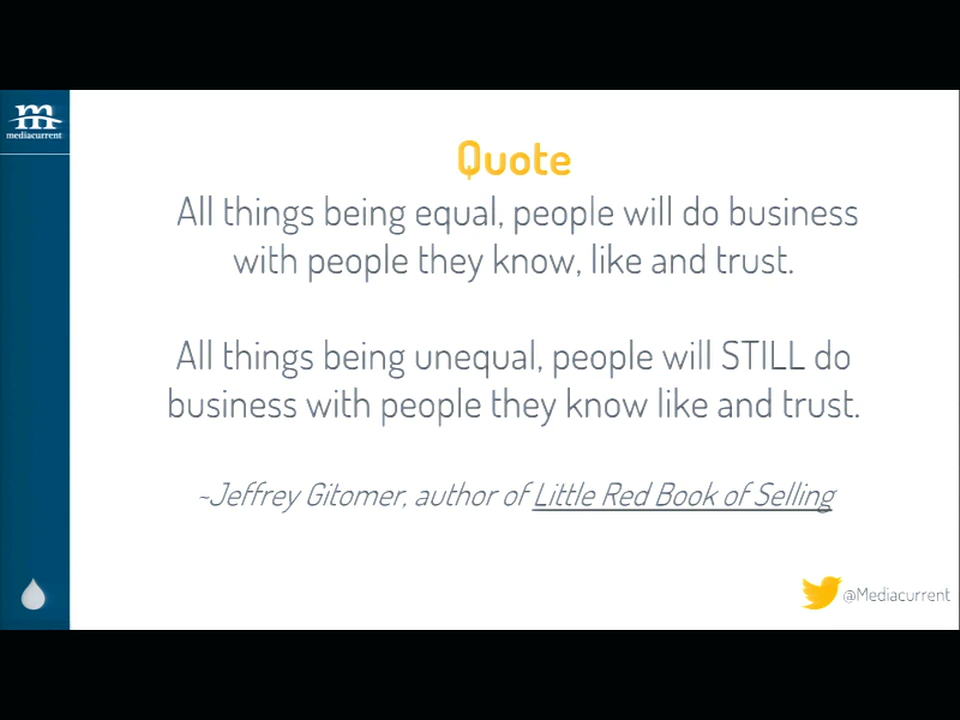 m
mediacurrent
Quote
All things being equal, people will do business
with people they know, like and trust.
All things being unequal, people will STILL do
business with people they know like and trust.
~Jeffrey Gitomer, author of Little Red Book of Selling
@Mediacurrent